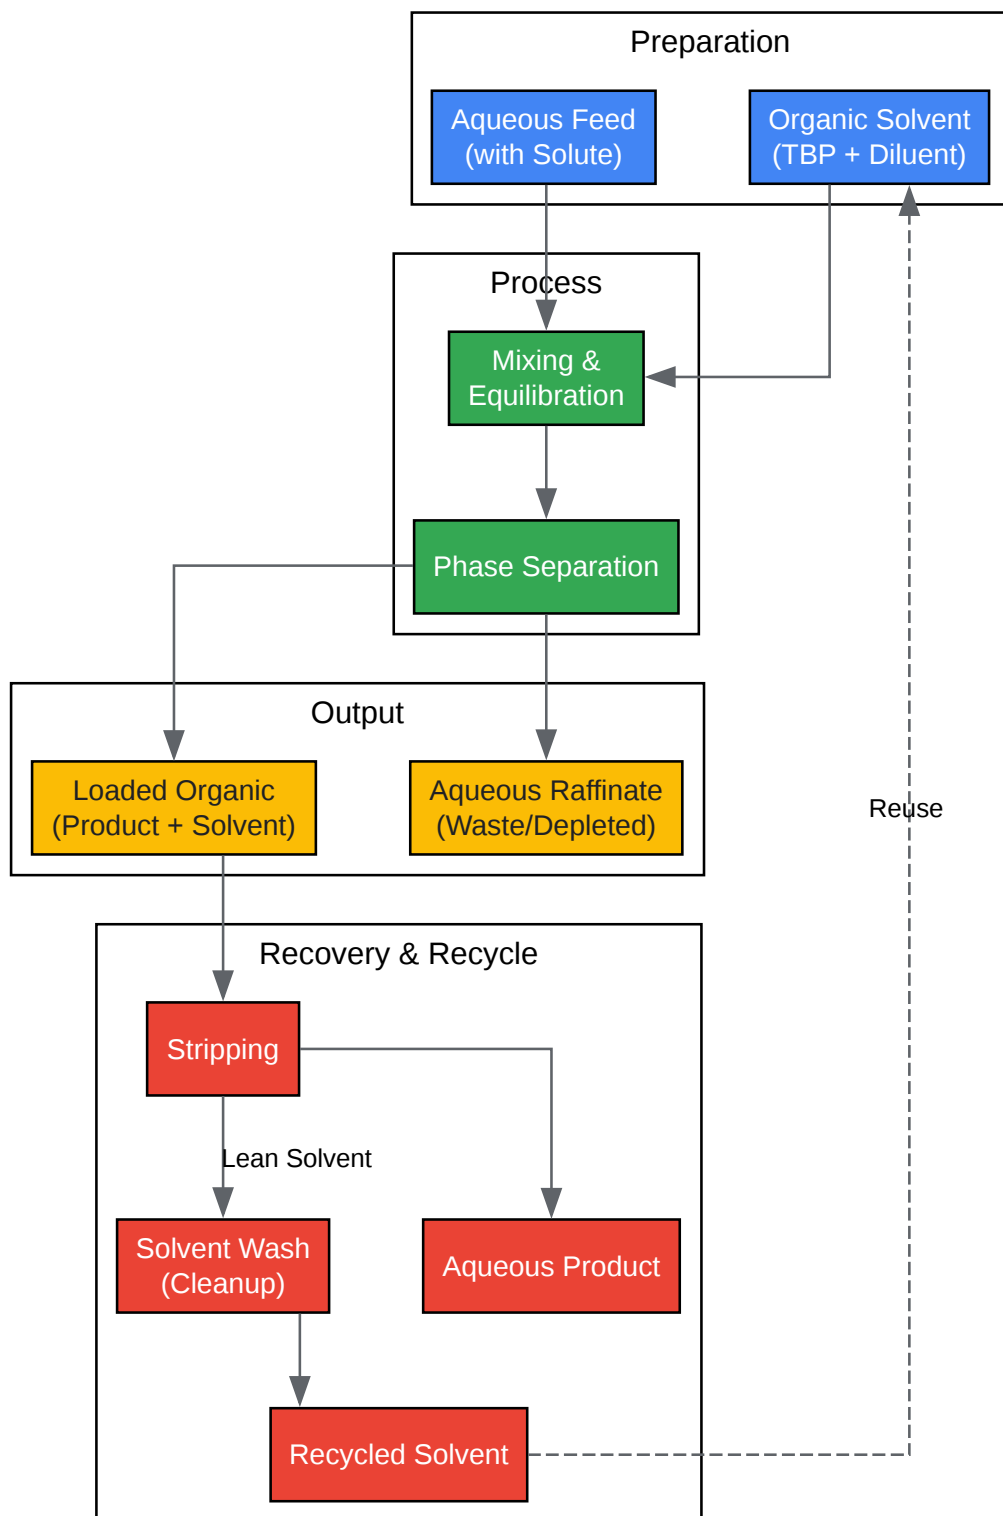 Preparation
Aqueous Feed
(with Solute)
Organic Solvent
(TBP + Diluent)
Process
Mixing &
Equilibration
Phase Separation
Output
Loaded Organic
(Product + Solvent)
Aqueous Raffinate
(Waste/Depleted)
Reuse
Recovery & Recycle
Stripping
Lean Solvent
Solvent Wash
(Cleanup)
Aqueous Product
Recycled Solvent